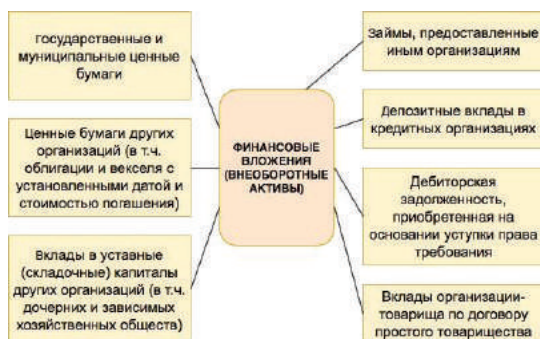 государственные и
муниципальные ценные
бумаги
Ценные бумаги других
организаций (в т.ч.
облигации и векселя с
установленными датой и
стоимостью погашения)
Вклады в уставные
(складочные) капиталы
других организаций (в т.ч.
дочерних и зависимых
хозяйственных обществ)
ФИНАНСОВЫЕ
ВЛОЖЕНИЯ
(ВНЕОБОРОТНЫЕ
АКТИВЫ)
Займы, предоставленные
иным организациям
Депозитные вклады в
кредитных организациях
Дебиторская
задолженность,
приобретенная на
основании уступки права
требования
Вклады организации-
товарища по договору
простого товарищества